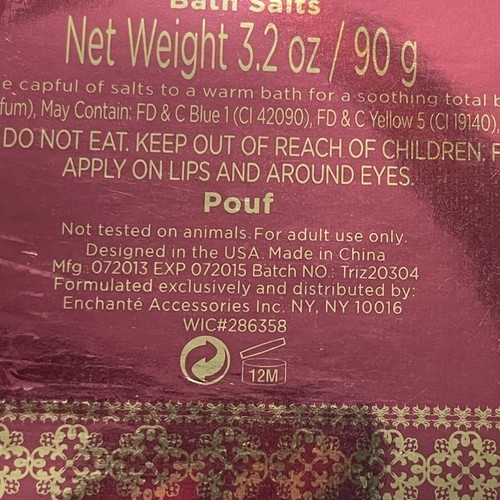 Bath Salts
Net Weight 3.2 oz / 90 g
e capful of salts to a warm bath for a soothing total b
fum), May Contain: FD & C Blue 1 (CI 42090), FD & C Yellow 5 (CI 19140)
DO NOT EAT. KEEP OUT OF REACH OF CHILDREN.
APPLY ON LIPS AND AROUND EYES.
Pouf
Not tested on animals. For adult use only.
Designed in the USA. Made in China
Mfg. 072013 EXP 072015 Batch NO.: Triz20304
Formulated exclusively and distributed by:
Enchanté Accessories Inc. NY, NY 10016
WIC#286358
12M